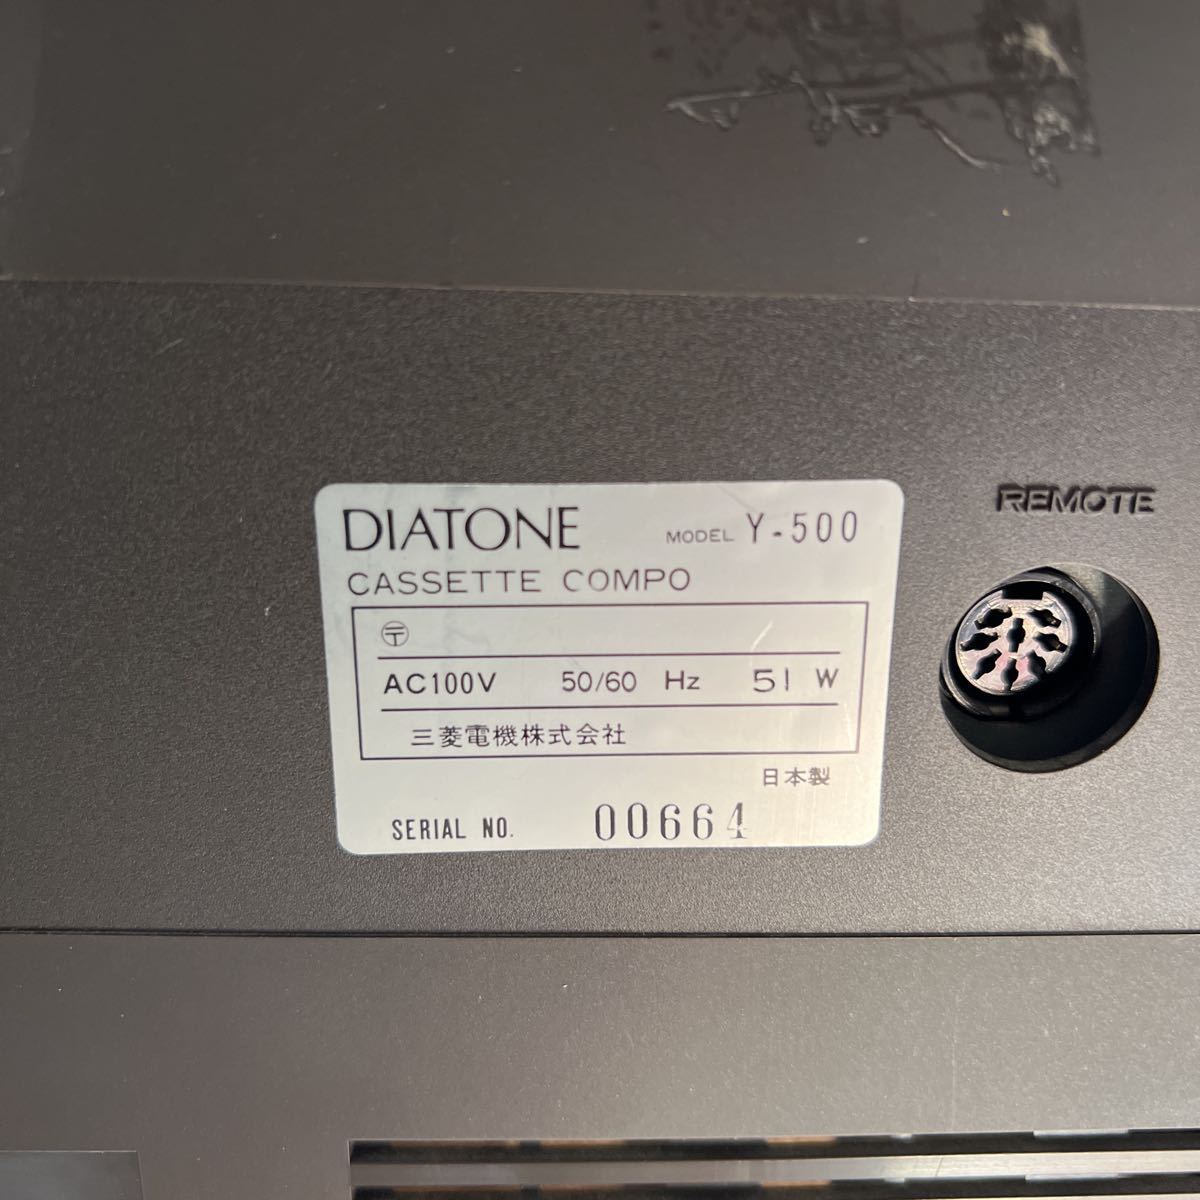 DIATONE MODEL Y-500
CASSETTE COMPO
〶
AC100V 50/60 Hz 51 W
三菱電機株式会社
日本製
SERIAL NO. 00664
REMOTE